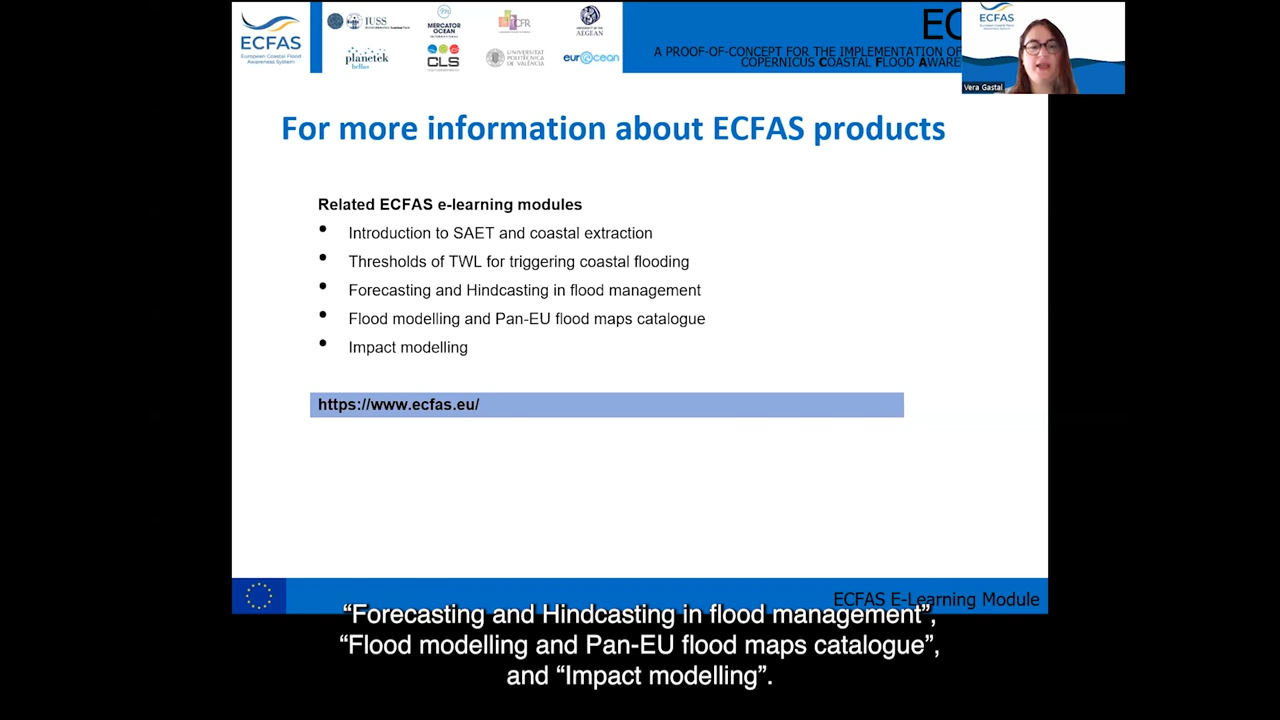 ECFAS
European Coastal Flood
Awareness System
IUSS
MERCATOR
OCEAN
CFR
UNIVERSITY OF THE
AEGEAN
planetek
hellas
CLS
UNIVERSITAT
POLITÈCNICA
DE VALÈNCIA
eurocean
EC
A PROOF-OF-CONCEPT FOR THE IMPLEMENTATION OF
COPERNICUS COASTAL FLOOD AWARE
ECFAS
Vera Gastal
For more information about ECFAS products
Related ECFAS e-learning modules
• Introduction to SAET and coastal extraction
• Thresholds of TWL for triggering coastal flooding
• Forecasting and Hindcasting in flood management
• Flood modelling and Pan-EU flood maps catalogue
• Impact modelling
https://www.ecfas.eu/
ECFAS E-Learning Module
“Forecasting and Hindcasting in flood management”,
“Flood modelling and Pan-EU flood maps catalogue”,
and “Impact modelling”.